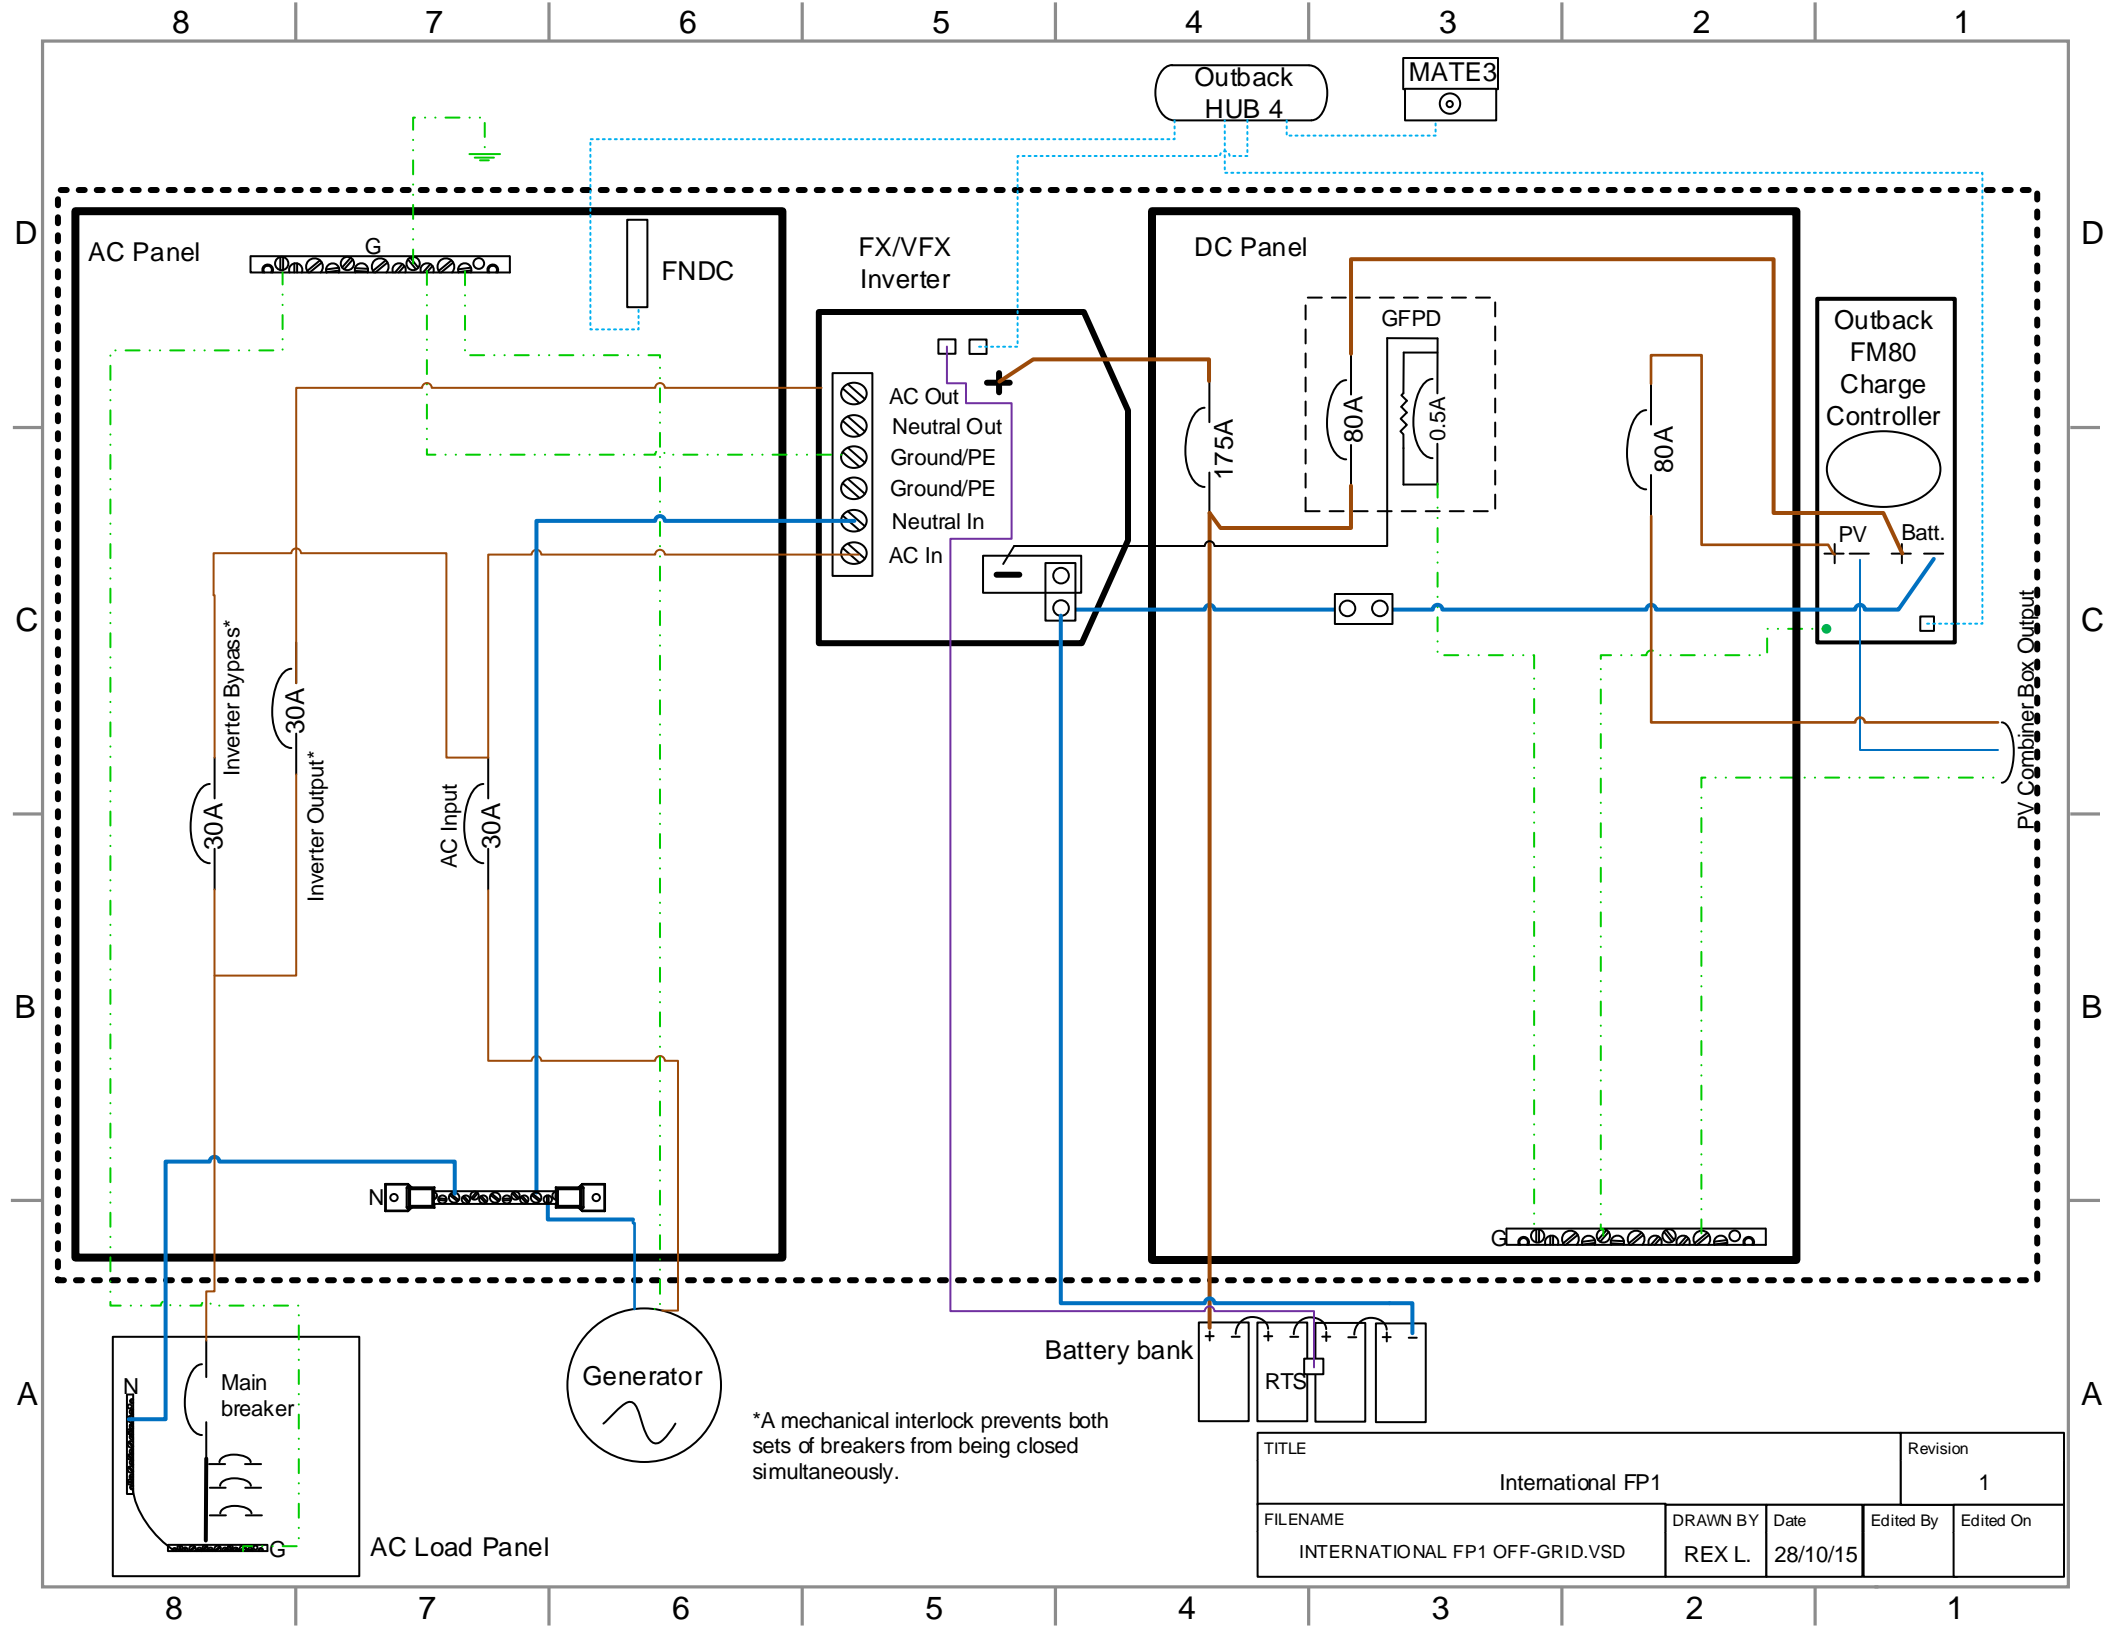 8 7 6 5 4 3 2 1
Outback
HUB 4
MATE3
D
D
AC Panel
G
FNDC
FX/VFX
Inverter
DC Panel
GFPD
Outback
FM80
Charge
Controller
AC Out
Neutral Out
Ground/PE
Ground/PE
Neutral In
AC In
175A
80A
0.5A
80A
PV
Batt.
C
C
Inverter Bypass*
30A
Inverter Output*
30A
AC Input
30A
PV Combiner Box Output
B
B
N
G
Battery bank
+ - + - + - + -
RTS
A
A
N
Main
breaker
G
AC Load Panel
Generator
*A mechanical interlock prevents both
sets of breakers from being closed
simultaneously.
TITLE
International FP1
Revision
1
FILENAME
INTERNATIONAL FP1 OFF-GRID.VSD
DRAWN BY
REX L.
Date
28/10/15
Edited By
Edited On
8 7 6 5 4 3 2 1